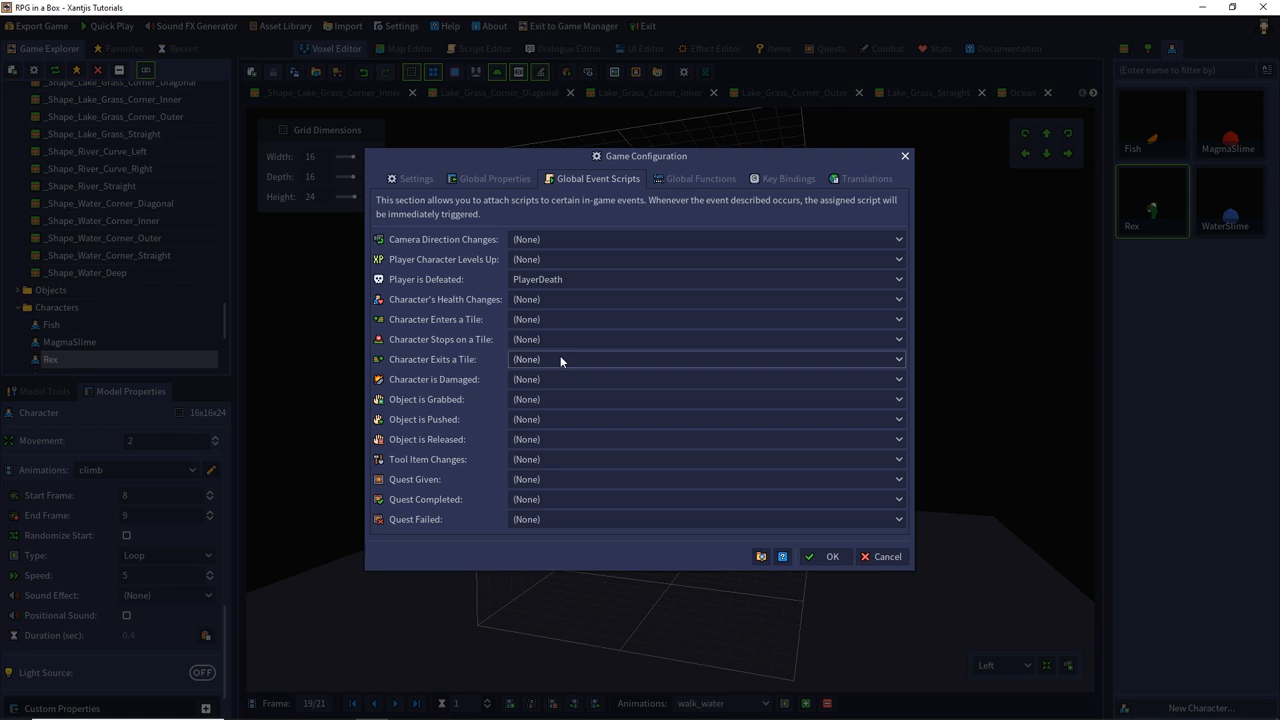 RPG in a Box - Xantjis Tutorials
Export Game Quick Play Sound FX Generator Asset Library Import Settings Help About Exit to Game Manager Exit
Game Explorer Favorites Recent Voxel Editor Map Editor Script Editor Dialogue Editor UI Editor Effect Editor Items Quests Combat Stats Documentation
(Enter name to filter by)
_Shape_Lake_Grass_Corner_Inner Lake_Grass_Corner_Diagonal Lake_Grass_Corner_Inner Lake_Grass_Corner_Outer Lake_Grass_Straight Ocean
_Shape_Lake_Grass_Corner_Diagonal
_Shape_Lake_Grass_Corner_Inner
_Shape_Lake_Grass_Corner_Outer
_Shape_Lake_Grass_Straight
_Shape_River_Curve_Left
_Shape_River_Curve_Right
_Shape_River_Straight
_Shape_Water_Corner_Diagonal
_Shape_Water_Corner_Inner
_Shape_Water_Corner_Outer
_Shape_Water_Corner_Straight
_Shape_Water_Deep
Objects
Characters
Fish
MagmaSlime
Rex
Model Tools Model Properties
Character 16x16x24
Movement: 2
Animations: climb
Start Frame: 8
End Frame: 9
Randomize Start:
Type: Loop
Speed: 5
Sound Effect: (None)
Positional Sound:
Duration (sec): 0.4
Light Source: OFF
Custom Properties
Grid Dimensions
Width: 16
Depth: 16
Height: 24
Game Configuration
Settings Global Properties Global Event Scripts Global Functions Key Bindings Translations
This section allows you to attach scripts to certain in-game events. Whenever the event described occurs, the assigned script will
be immediately triggered.
Camera Direction Changes: (None)
Player Character Levels Up: (None)
Player is Defeated: PlayerDeath
Character's Health Changes: (None)
Character Enters a Tile: (None)
Character Stops on a Tile: (None)
Character Exits a Tile: (None)
Character is Damaged: (None)
Object is Grabbed: (None)
Object is Pushed: (None)
Object is Released: (None)
Tool Item Changes: (None)
Quest Given: (None)
Quest Completed: (None)
Quest Failed: (None)
OK Cancel
Left
Frame: 19/21 1 Animations: walk_water
Fish MagmaSlime
Rex WaterSlime
New Character...